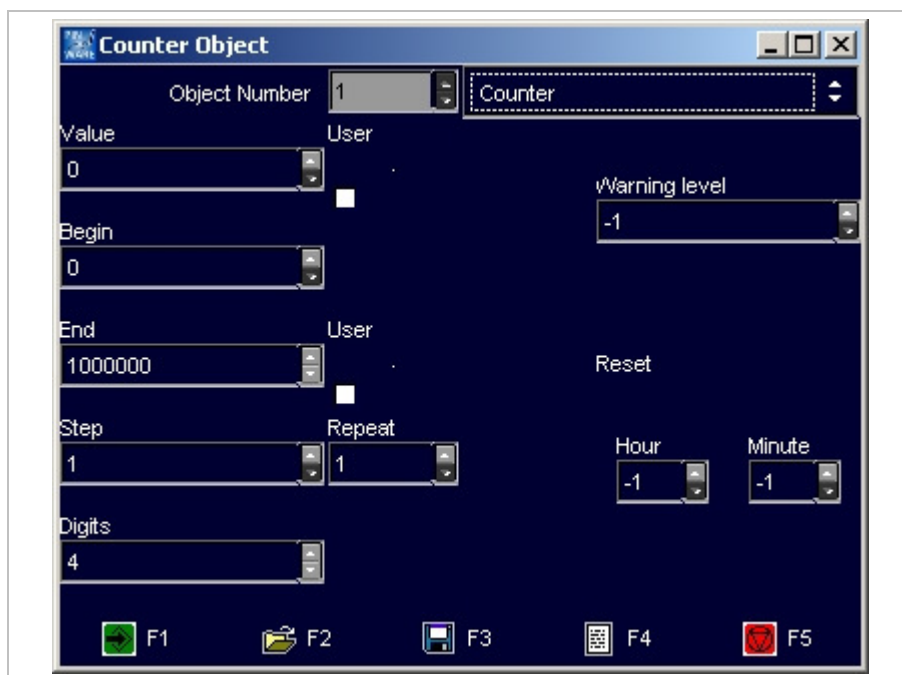 Counter Object
Object Number 1 Counter
Value User
0
Warning level
-1
Begin
0
End User
1000000
Reset
Step Repeat
1 1
Hour Minute
-1 -1
Digits
4
F1 F2 F3 F4 F5